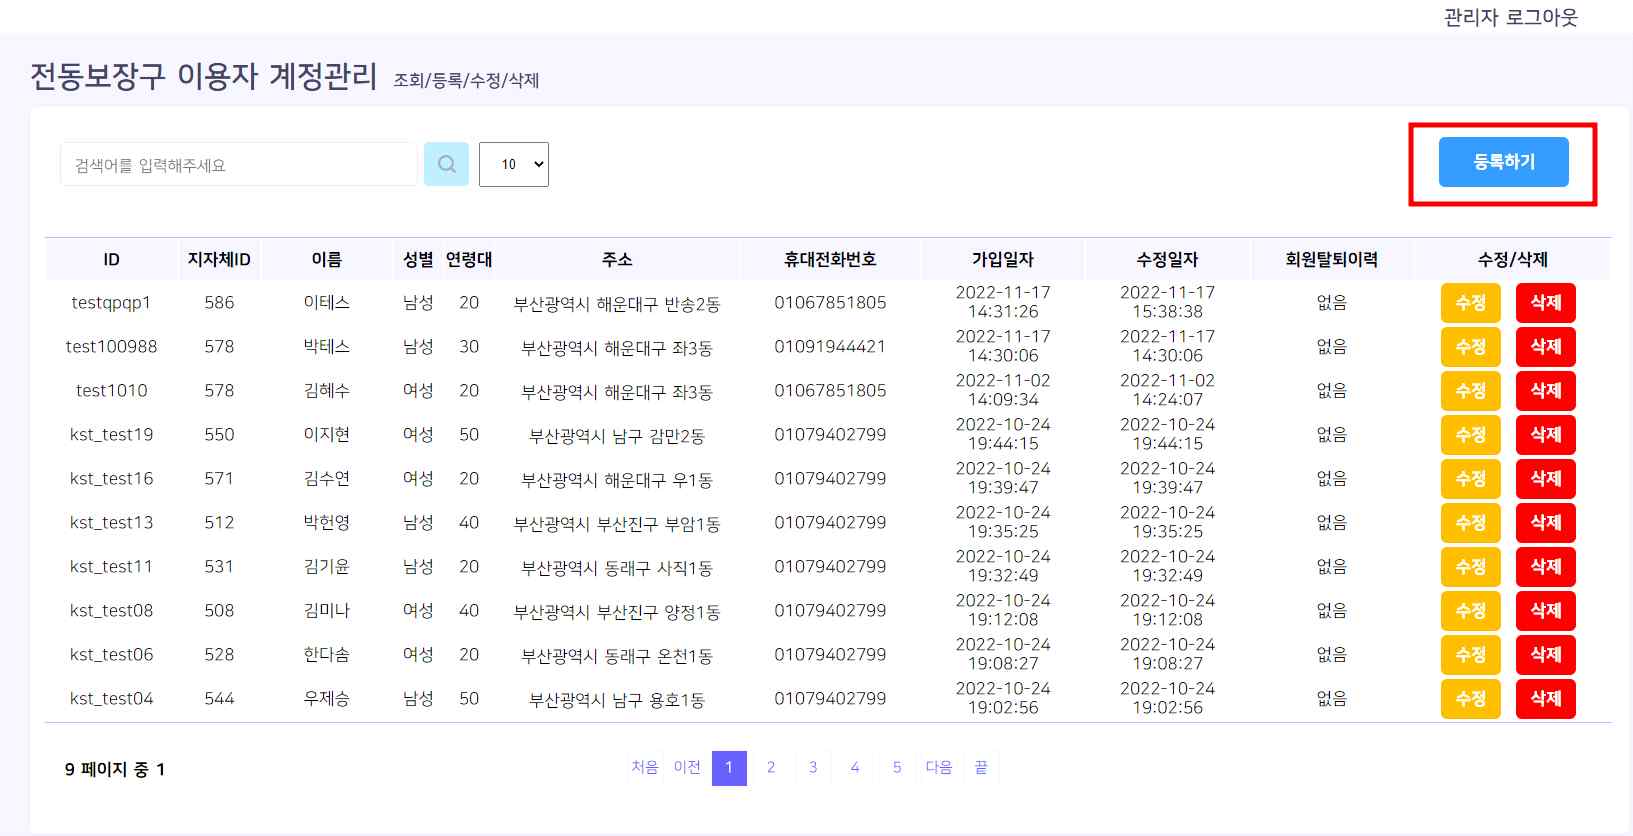 관리자 로그아웃
전동보장구 이용자 계정관리 조회/등록/수정/삭제
검색어를 입력해주세요 10 등록하기
ID 지자체ID 이름 성별 연령대 주소 휴대전화번호 가입일자 수정일자 회원탈퇴이력 수정/삭제
testqpqp1 586 이테스 남성 20 부산광역시 해운대구 반송2동 01067851805 2022-11-17 14:31:26 2022-11-17 15:38:38 없음 수정 삭제
test100988 578 박테스 남성 30 부산광역시 해운대구 좌3동 01091944421 2022-11-17 14:30:06 2022-11-17 14:30:06 없음 수정 삭제
test1010 578 김혜수 여성 20 부산광역시 해운대구 좌3동 01067851805 2022-11-02 14:09:34 2022-11-02 14:24:07 없음 수정 삭제
kst_test19 550 이지현 여성 50 부산광역시 남구 감만2동 01079402799 2022-10-24 19:44:15 2022-10-24 19:44:15 없음 수정 삭제
kst_test16 571 김수연 여성 20 부산광역시 해운대구 우1동 01079402799 2022-10-24 19:39:47 2022-10-24 19:39:47 없음 수정 삭제
kst_test13 512 박헌영 남성 40 부산광역시 부산진구 부암1동 01079402799 2022-10-24 19:35:25 2022-10-24 19:35:25 없음 수정 삭제
kst_test11 531 김기윤 남성 20 부산광역시 동래구 사직1동 01079402799 2022-10-24 19:32:49 2022-10-24 19:32:49 없음 수정 삭제
kst_test08 508 김미나 여성 40 부산광역시 부산진구 양정1동 01079402799 2022-10-24 19:12:08 2022-10-24 19:12:08 없음 수정 삭제
kst_test06 528 한다솜 여성 20 부산광역시 동래구 온천1동 01079402799 2022-10-24 19:08:27 2022-10-24 19:08:27 없음 수정 삭제
kst_test04 544 우제승 남성 50 부산광역시 남구 용호1동 01079402799 2022-10-24 19:02:56 2022-10-24 19:02:56 없음 수정 삭제
9 페이지 중 1 처음 이전 1 2 3 4 5 다음 끝